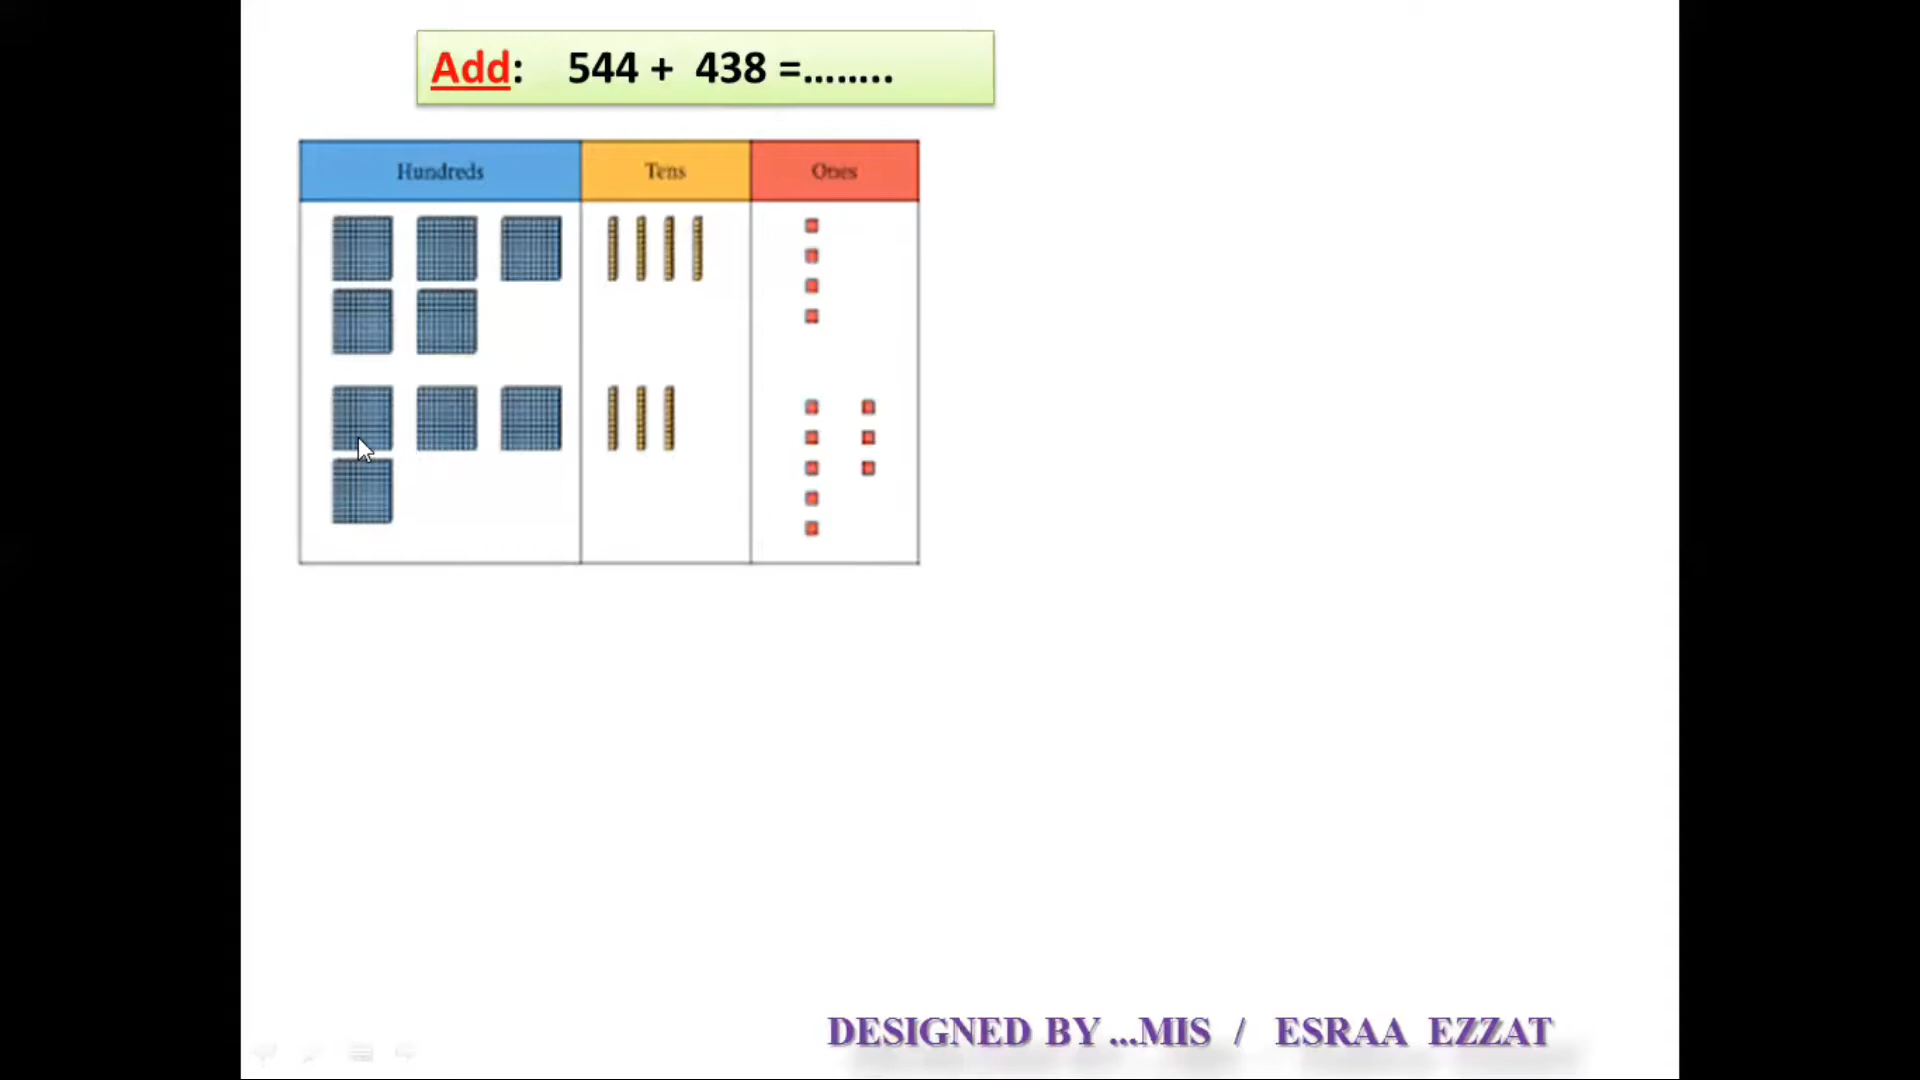 Add: 544 + 438 =........
Hundreds Tens Ones
DESIGNED BY ...MIS / ESRAA EZZAT